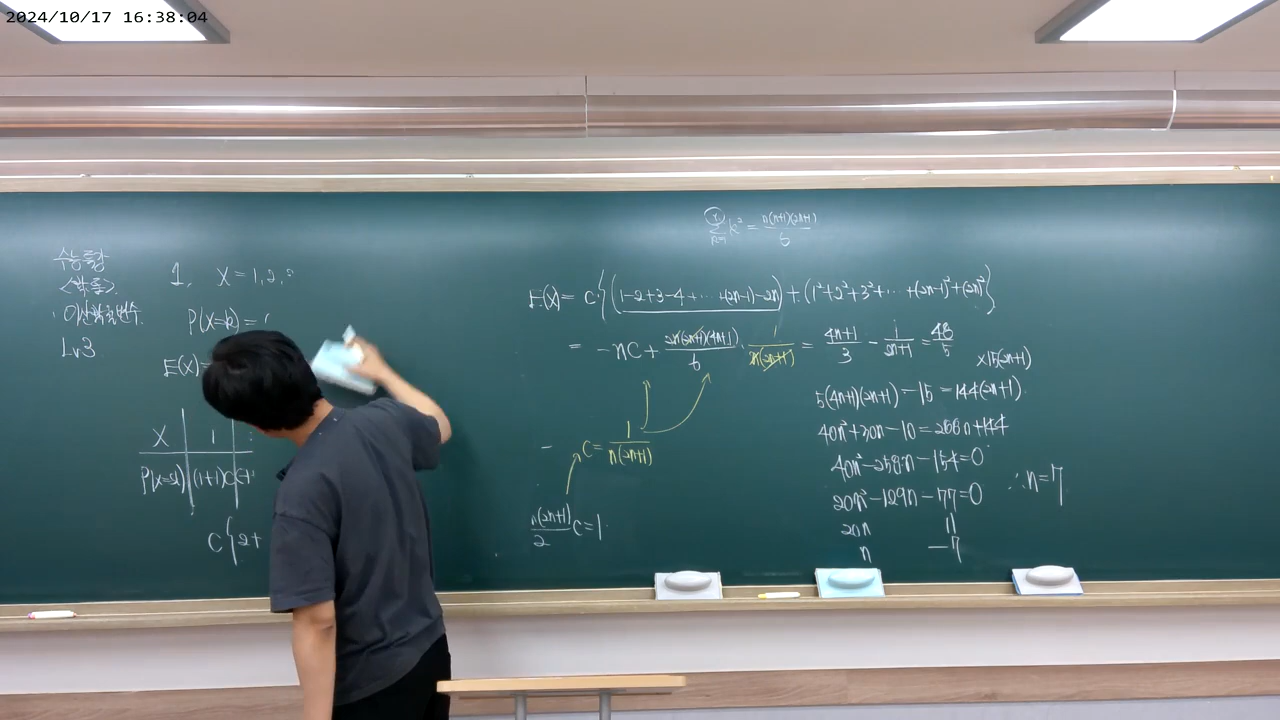 2024/10/17 16:38:04
수능특강
<확통>
이산확률변수
Lv3
1. X = 1, 2,
P(X=k) =
E(X) =
X 1
P(X=x) (1+1)C
C{2+
Σ k² = n(n+1)(2n+1)/6
E(X) = C·{(1-2+3-4+⋯+(2n-1)-2n)+(1²+2²+3²+⋯+(2n-1)²+(2n)²}
= -nC + 2n(2n+1)(4n+1)/6 · 1/n(2n+1) = (4n+1)/3 - 1/(2n+1) = 48/5
×15(2n+1)
5(4n+1)(2n+1)-15 = 144(2n+1)
40n²+30n-10=288n+144
40n²-258n-154=0
20n²-129n-77=0
20n 11
n -7
∴ n=7
C = 1/n(2n+1)
C=1